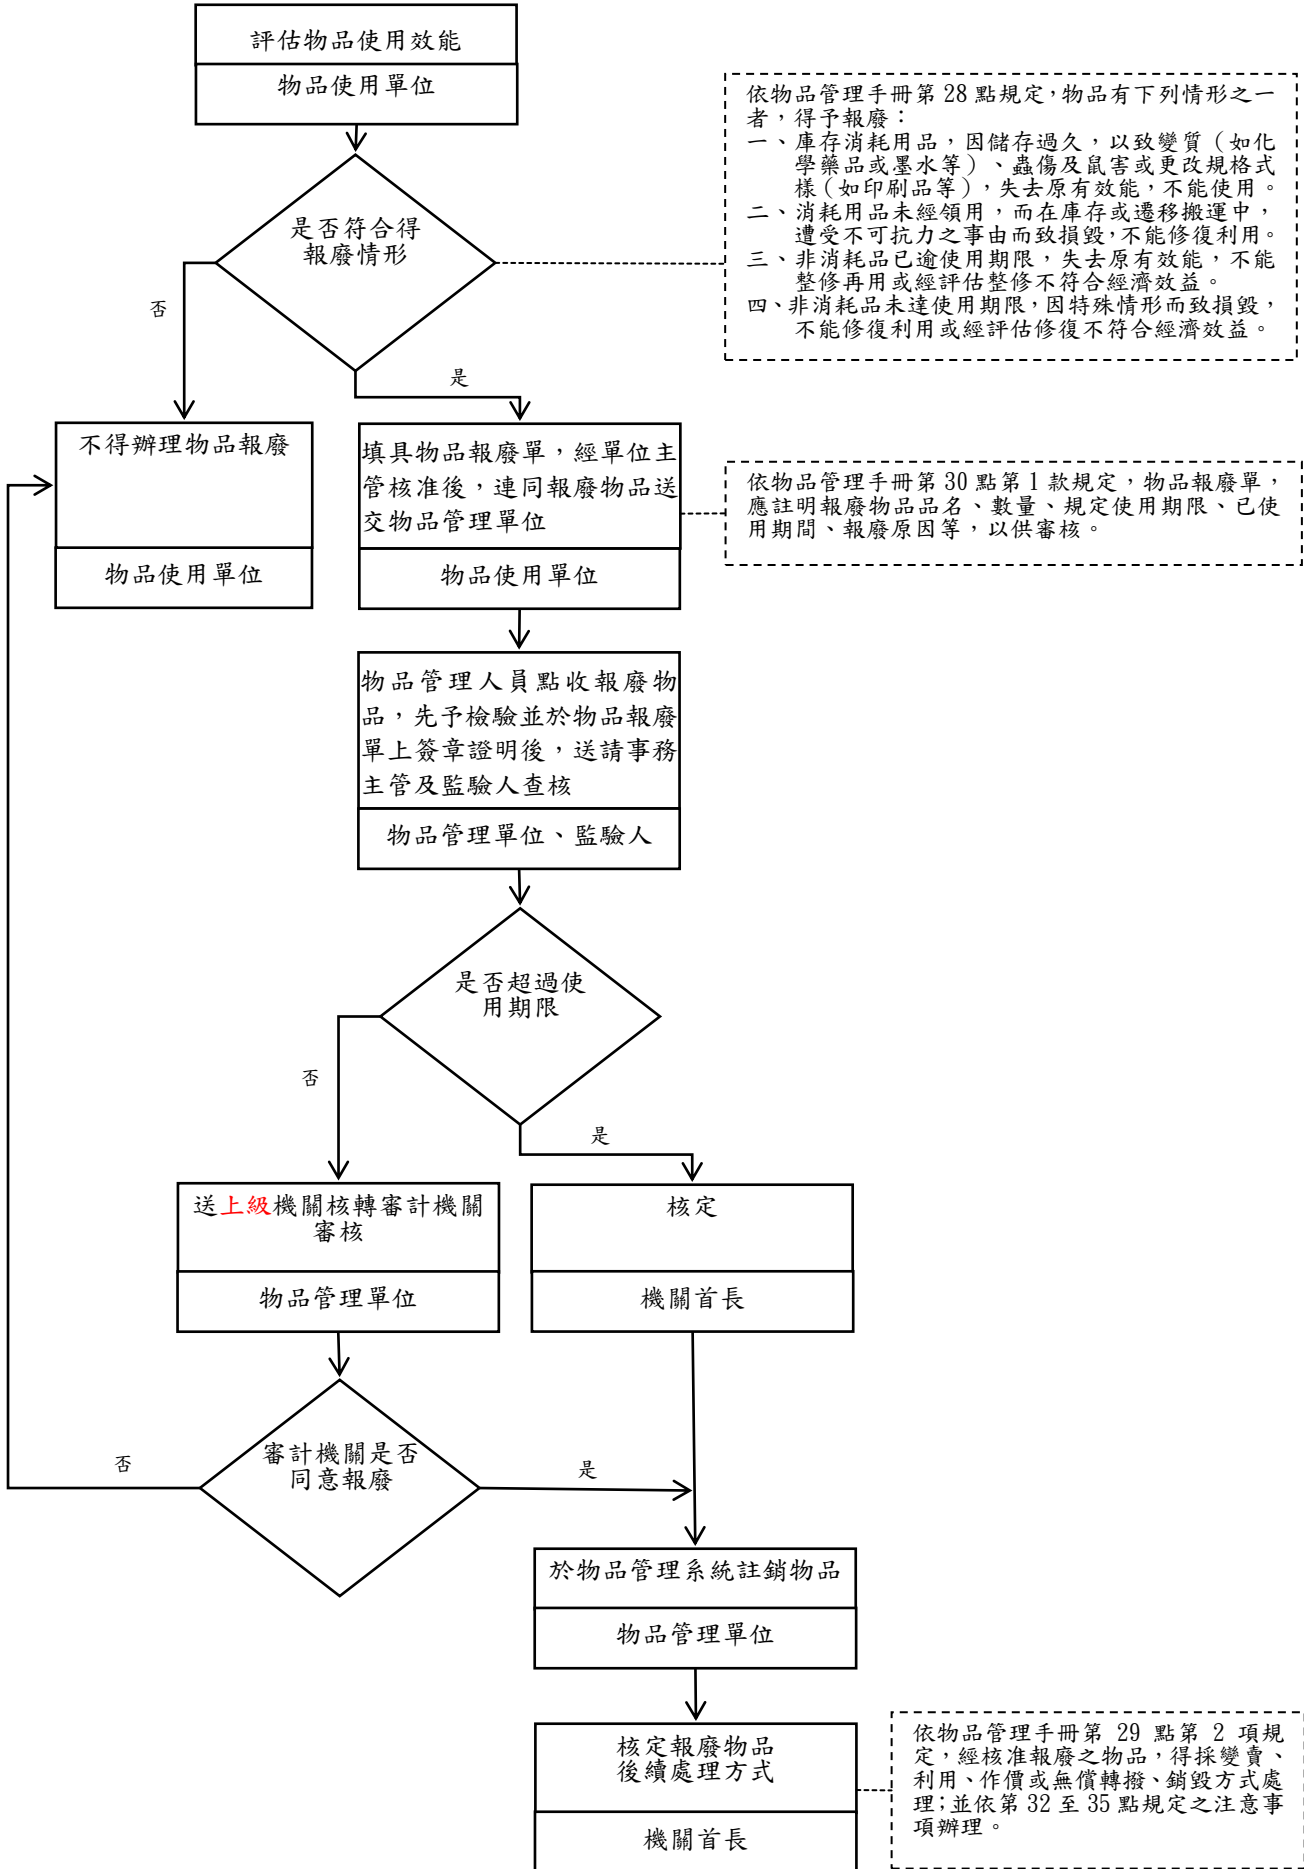 評估物品使用效能
物品使用單位
依物品管理手冊第 28 點規定，物品有下列情形之一
者，得予報廢：
一、庫存消耗用品，因儲存過久，以致變質（如化
學藥品或墨水等）、蟲傷及鼠害或更改規格式
樣（如印刷品等），失去原有效能，不能使用。
二、消耗用品未經領用，而在庫存或遷移搬運中，
遭受不可抗力之事由而致損毀，不能修復利用。
三、非消耗品已逾使用期限，失去原有效能，不能
整修再用或經評估整修不符合經濟效益。
四、非消耗品未達使用期限，因特殊情形而致損毀，
不能修復利用或經評估修復不符合經濟效益。
是否符合得
報廢情形
否
是
不得辦理物品報廢
物品使用單位
填具物品報廢單，經單位主
管核准後，連同報廢物品送
交物品管理單位
物品使用單位
依物品管理手冊第 30 點第 1 款規定，物品報廢單，
應註明報廢物品品名、數量、規定使用期限、已使
用期間、報廢原因等，以供審核。
物品管理人員點收報廢物
品，先予檢驗並於物品報廢
單上簽章證明後，送請事務
主管及監驗人查核
物品管理單位、監驗人
是否超過使
用期限
否
是
送上級機關核轉審計機關
審核
物品管理單位
核定
機關首長
審計機關是否
同意報廢
否
是
於物品管理系統註銷物品
物品管理單位
核定報廢物品
後續處理方式
機關首長
依物品管理手冊第 29 點第 2 項規
定，經核准報廢之物品，得採變賣、
利用、作價或無償轉撥、銷毀方式處
理；並依第 32 至 35 點規定之注意事
項辦理。